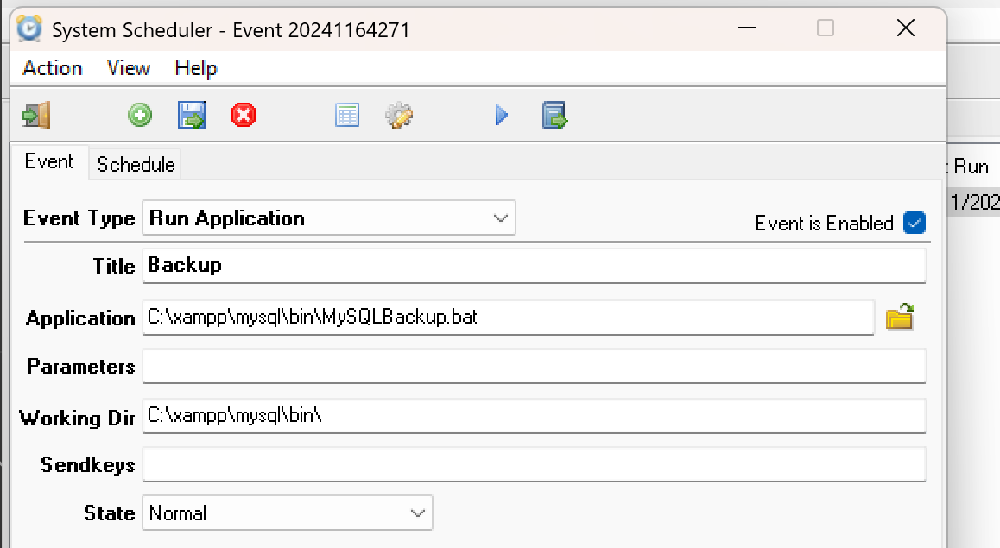 System Scheduler - Event 20241164271
Action View Help
Event Schedule
Run
Event Type Run Application Event is Enabled
1/202
Title Backup
Application C:\xampp\mysql\bin\MySQLBackup.bat
Parameters
Working Dir C:\xampp\mysql\bin\
Sendkeys
State Normal